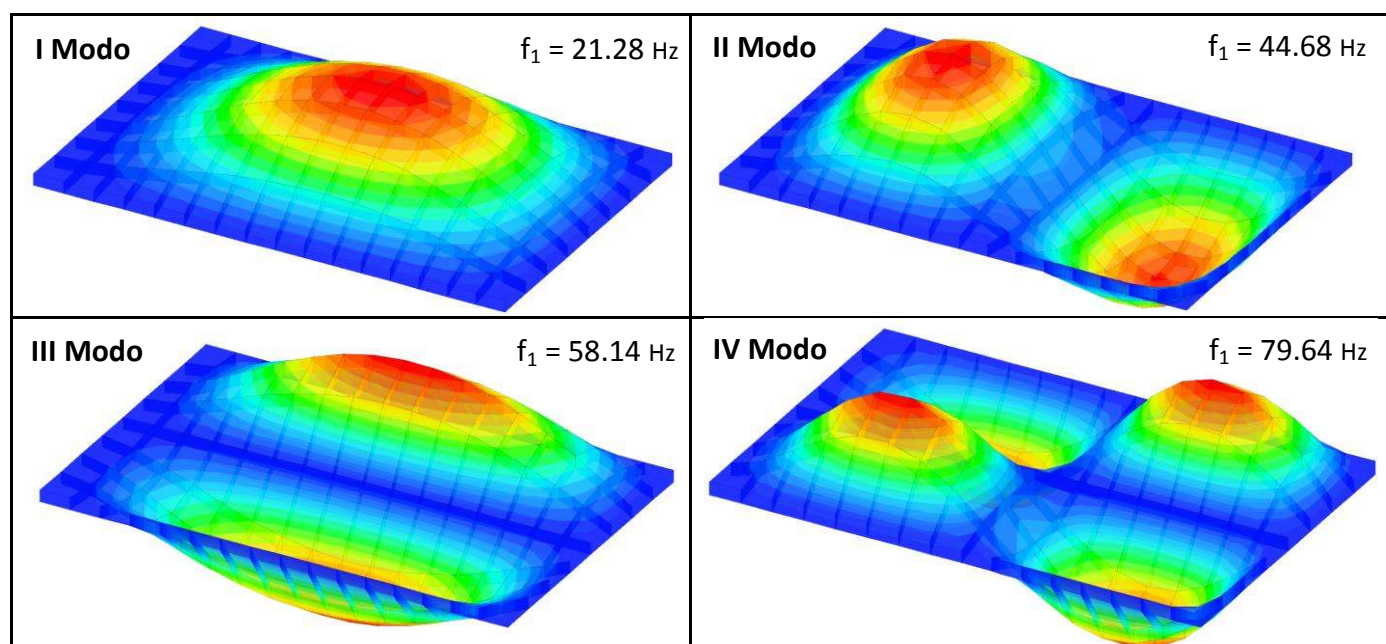 I Modo
f₁ = 21.28 Hz
II Modo
f₁ = 44.68 Hz
III Modo
f₁ = 58.14 Hz
IV Modo
f₁ = 79.64 Hz